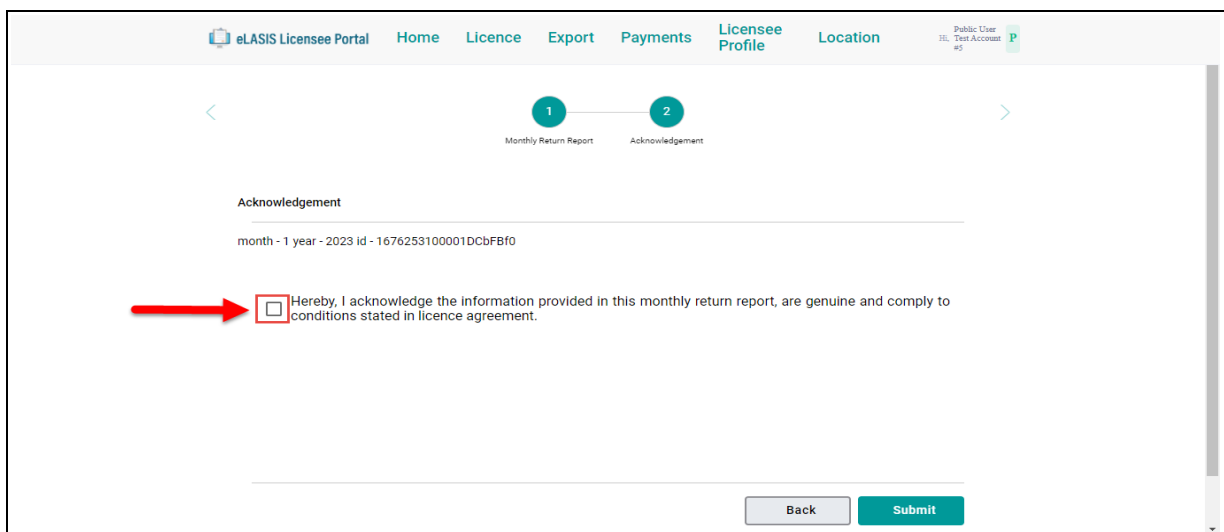 eLASIS Licensee Portal Home Licence Export Payments Licensee Profile Location
Public User
Hi, Test Account P
#5
1 2
Monthly Return Report Acknowledgement
Acknowledgement
month - 1 year - 2023 id - 1676253100001DCbFBf0
Hereby, I acknowledge the information provided in this monthly return report, are genuine and comply to
conditions stated in licence agreement.
Back Submit